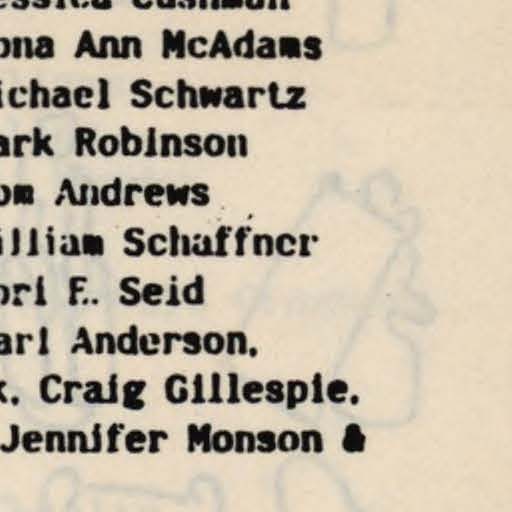 ona Ann McAdams
ichael Schwartz
ark Robinson
om Andrews
illiam Schaffner
ori E. Seid
arl Anderson,
k, Craig Gillespie,
Jennifer Monson &